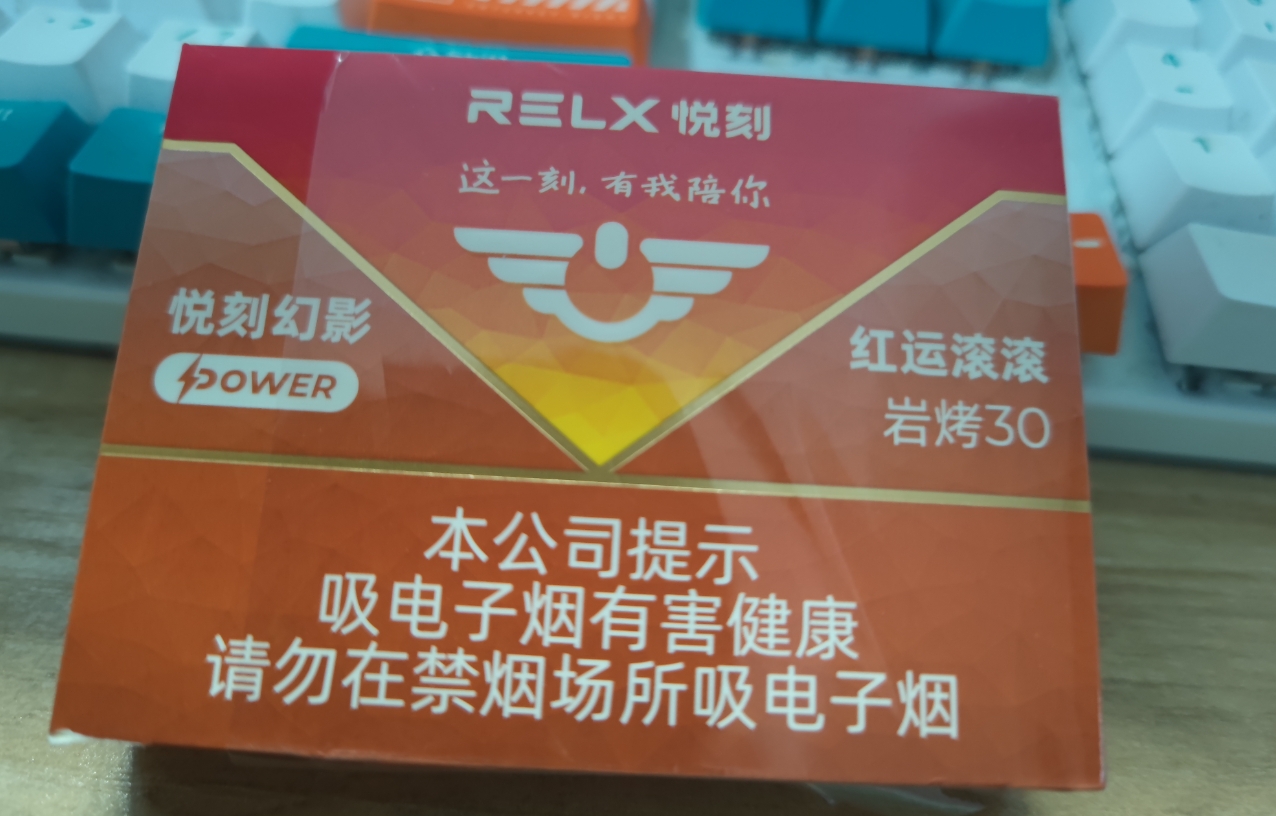 RELX 悦刻
这一刻，有我陪你
悦刻幻影
POWER
红运滚滚
岩烤30
本公司提示
吸电子烟有害健康
请勿在禁烟场所吸电子烟